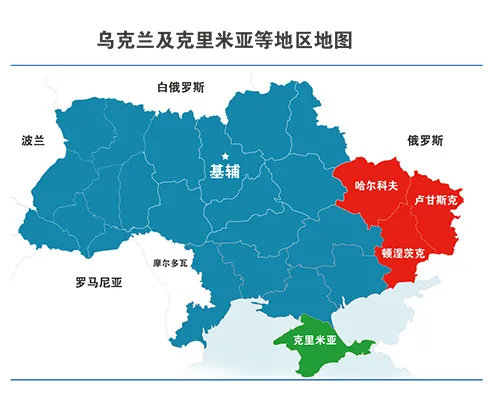 乌克兰及克里米亚等地区地图
白俄罗斯
波兰
俄罗斯
基辅
哈尔科夫
卢甘斯克
顿涅茨克
摩尔多瓦
罗马尼亚
克里米亚